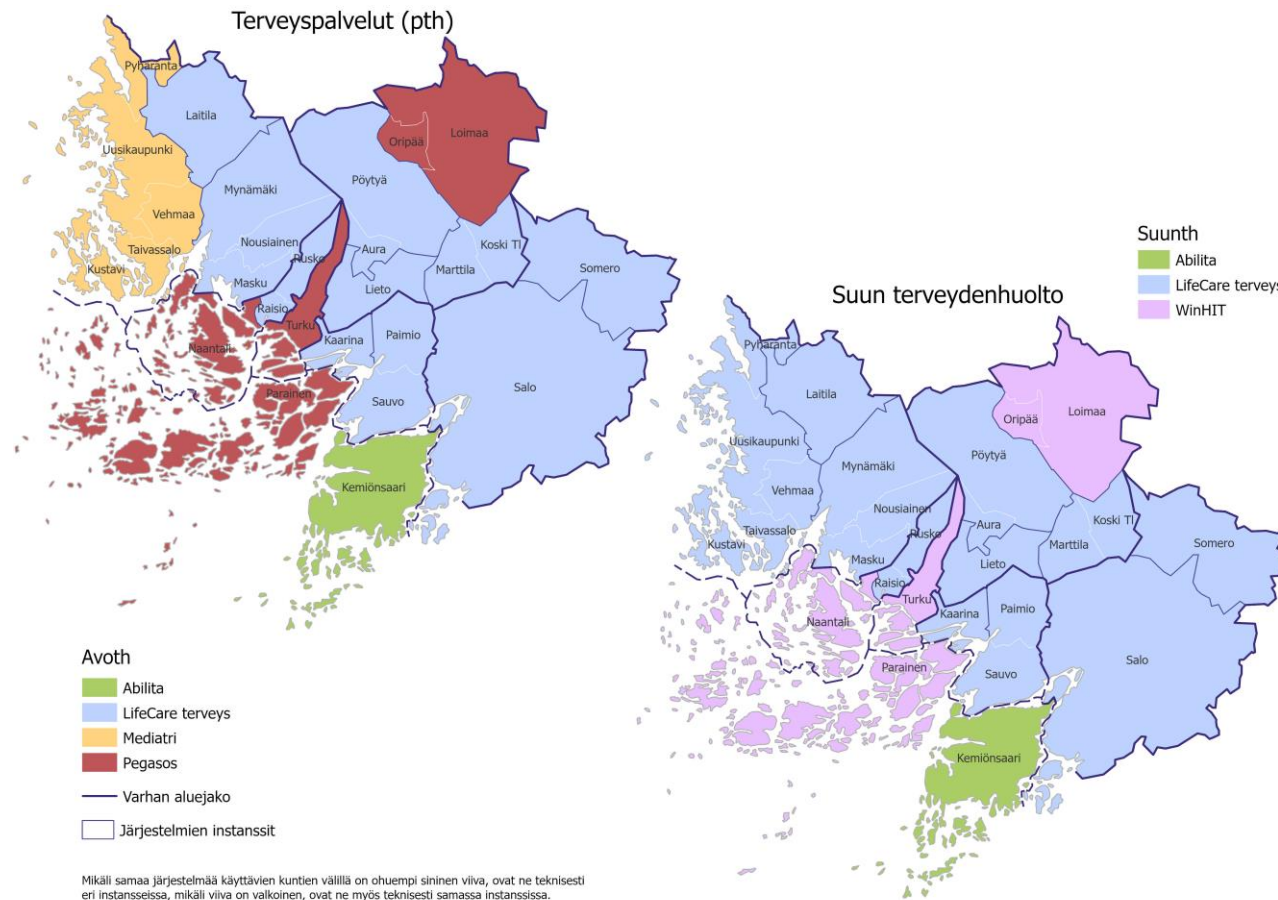 Terveyspalvelut (pth)
Pyhäranta
Laitila
Loimaa
Oripää
Uusikaupunki
Pöytyä
Mynämäki
Vehmaa
Nousiainen
Koski Tl
Taivassalo
Aura
Rusko
Somero
Kustavi
Marttila
Masku
Lieto
Raisio
Turku
Kaarina
Paimio
Naantali
Salo
Parainen
Sauvo
Kemiönsaari
Avoth
Abilita
LifeCare terveys
Mediatri
Pegasos
Varhan aluejako
Järjestelmien instanssit
Mikäli samaa järjestelmää käyttävien kuntien välillä on ohuempi sininen viiva, ovat ne teknisesti
eri instansseissa, mikäli viiva on valkoinen, ovat ne myös teknisesti samassa instanssissa.
Suunth
Abilita
LifeCare terveys
WinHIT
Suun terveydenhuolto
Pyhäranta
Laitila
Loimaa
Oripää
Uusikaupunki
Pöytyä
Mynämäki
Vehmaa
Nousiainen
Koski Tl
Taivassalo
Aura
Rusko
Somero
Kustavi
Marttila
Masku
Lieto
Raisio
Turku
Kaarina
Paimio
Naantali
Salo
Parainen
Sauvo
Kemiönsaari